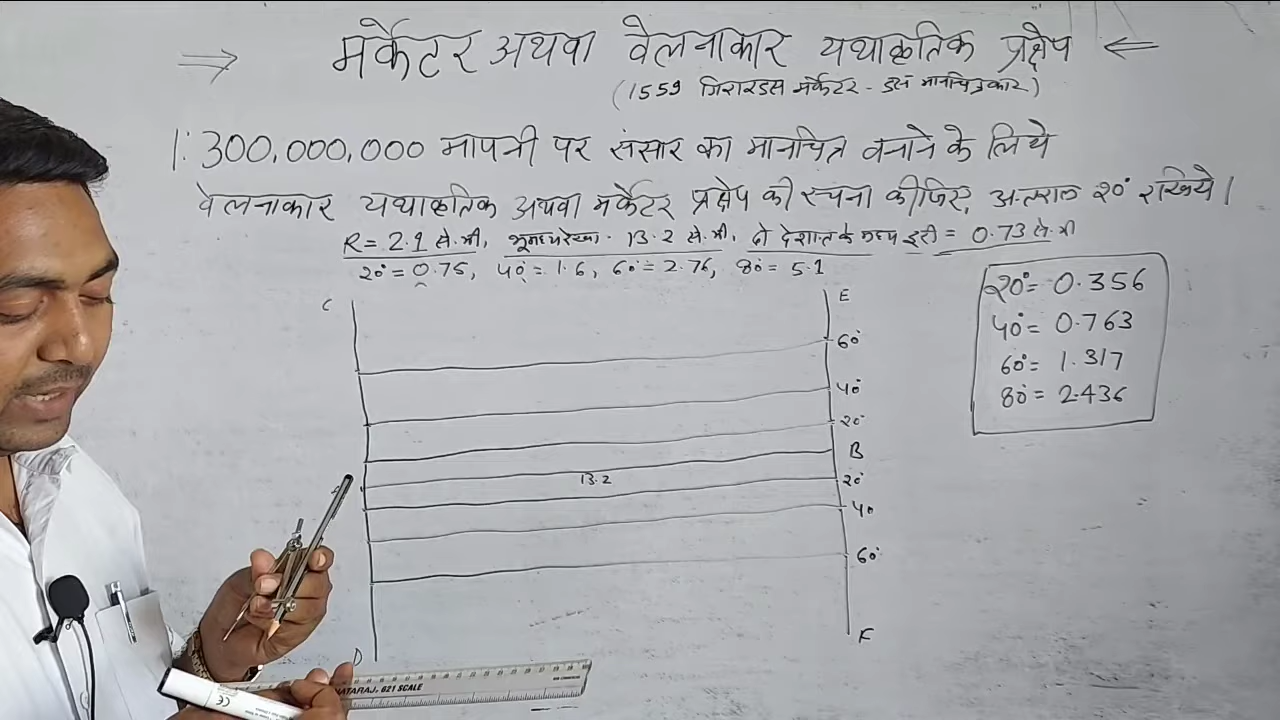 ⇒ मर्केटर अथवा बेलनाकार यथाकृतिक प्रक्षेप ⇐
(1559 जिरारडस मर्केटर - डस मानचित्रकार)
1:300,000,000 मापनी पर संसार का मानचित्र बनाने के लिये
बेलनाकार यथाकृतिक अथवा मर्केटर प्रक्षेप की रचना कीजिए, अन्तराल २०° रखिये।
R = 2.1 से.मी, भूमध्यरेखा - 13.2 से.मी, दो देशान्तर के मध्य दूरी = 0.73 से.मी
20° = 0.75, 40° = 1.6, 60° = 2.76, 80° = 5.1
20° = 0.356
40° = 0.763
60° = 1.317
80° = 2.436
C
E
60°
40°
20°
B
13.2
20°
40
60°
D
F
NATARAJ 621 SCALE